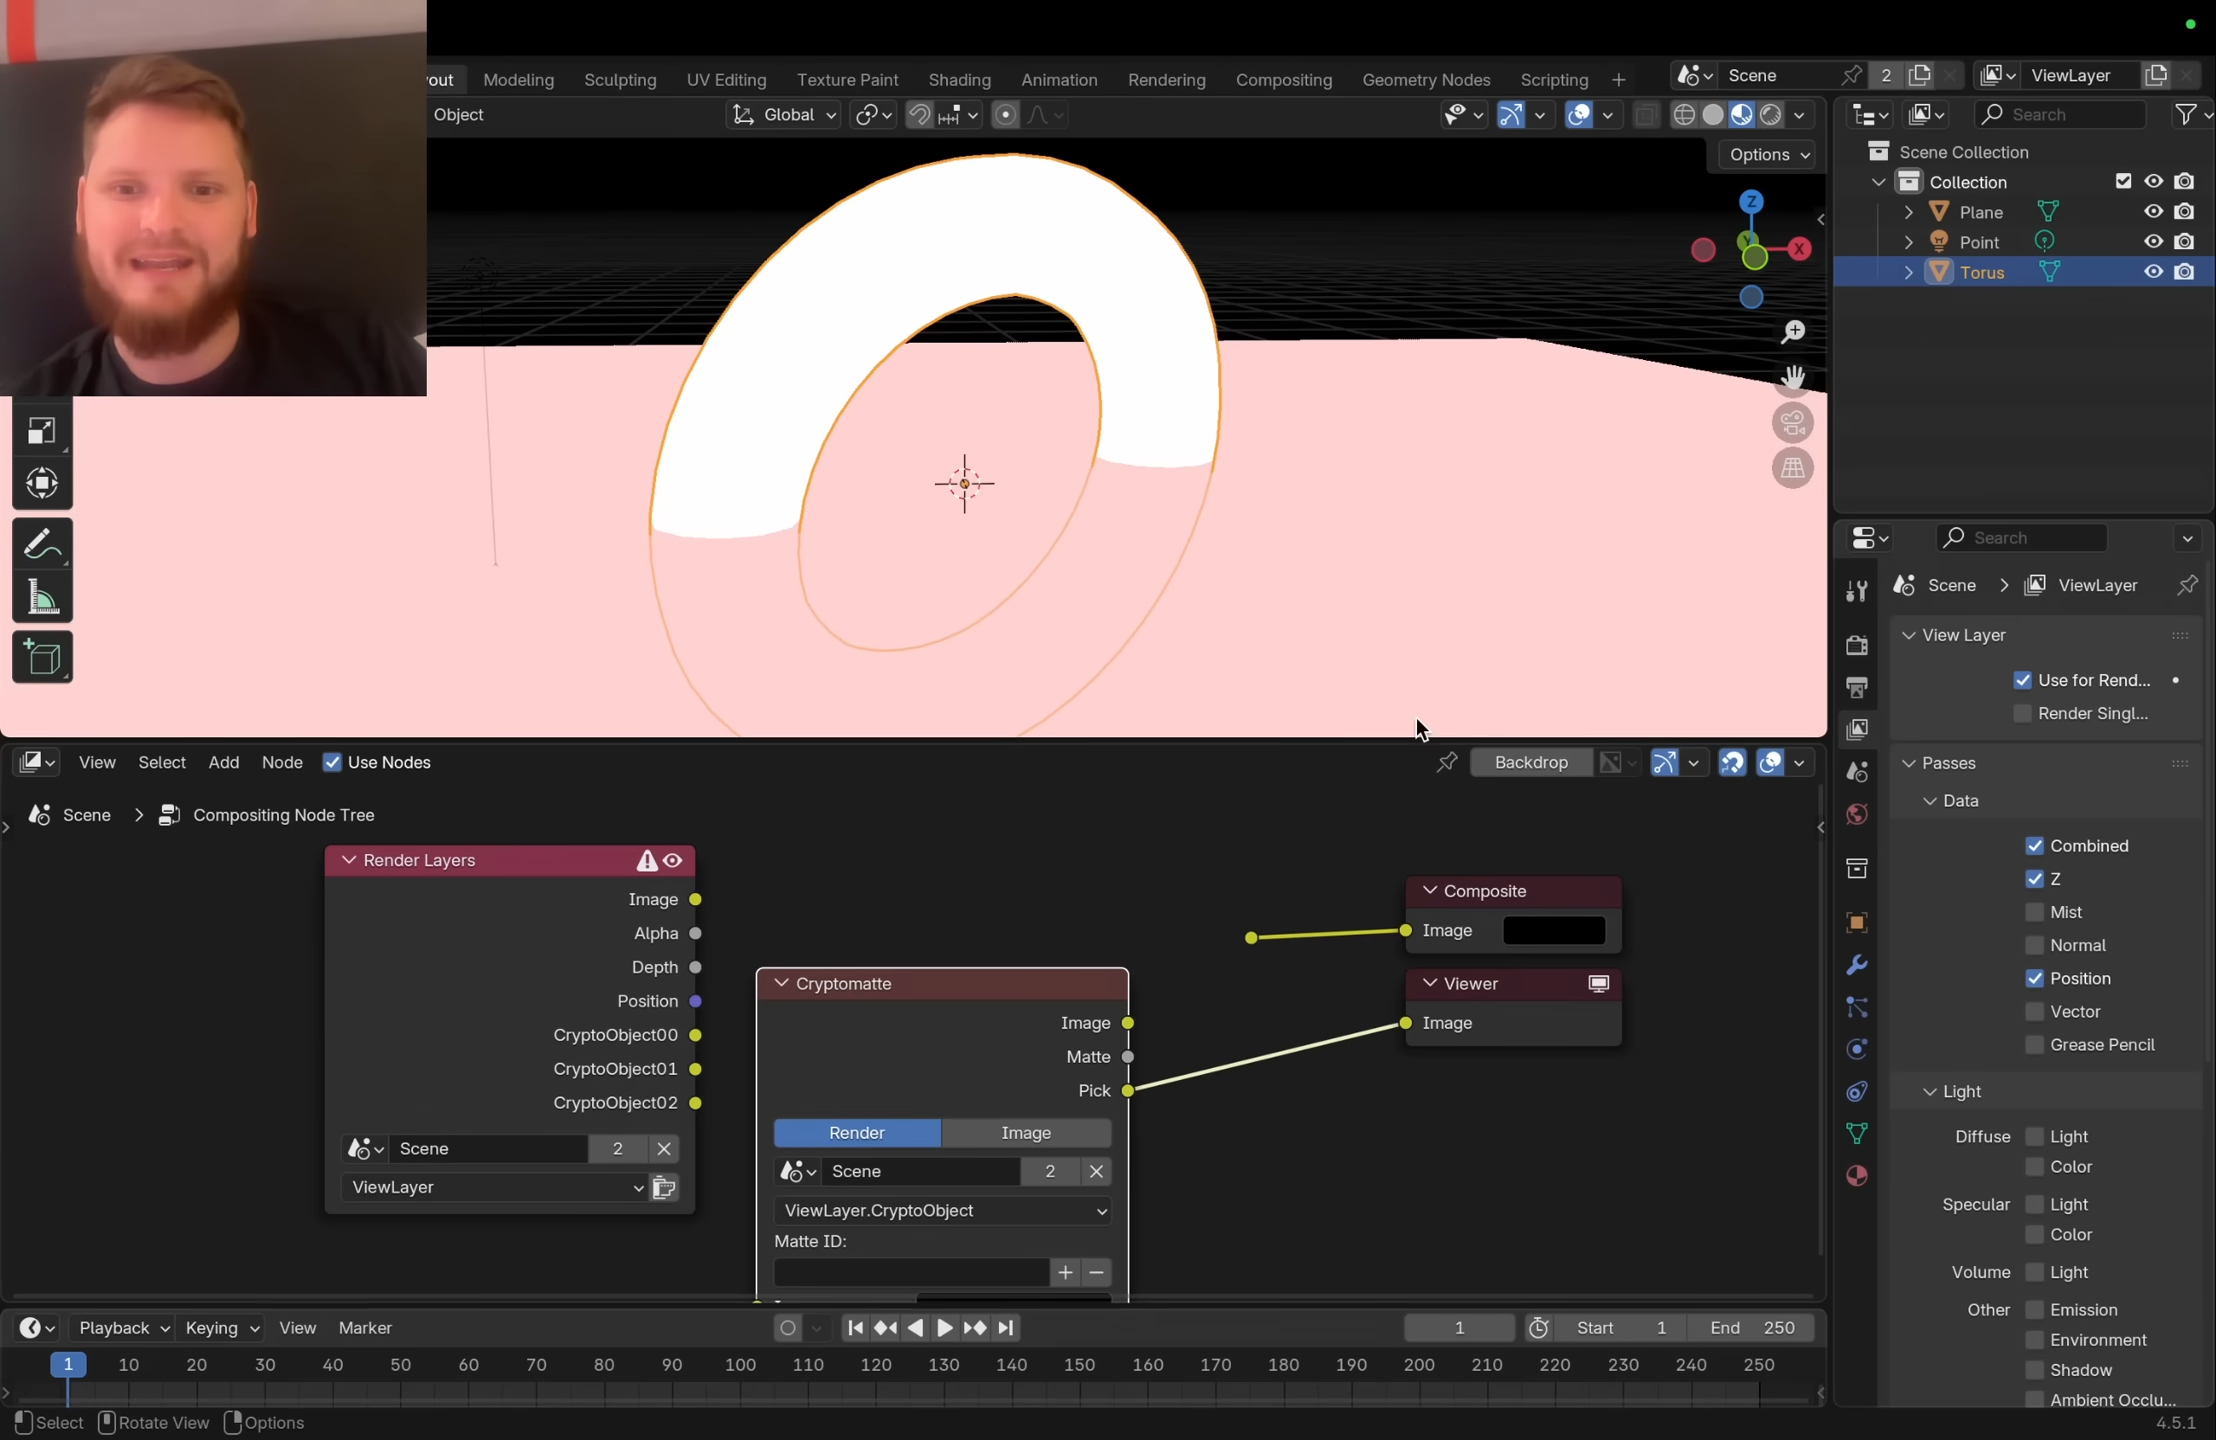 out Modeling Sculpting UV Editing Texture Paint Shading Animation Rendering Compositing Geometry Nodes Scripting + Scene 2 ViewLayer
Object Global Search
Options
Z
Y
X
Scene Collection
Collection
Plane
Point
Torus
Search
Scene > ViewLayer
View Layer
Use for Rend...
Render Singl...
Passes
Data
Combined
Z
Mist
Normal
Position
Vector
Grease Pencil
Light
Diffuse Light
Color
Specular Light
Color
Volume Light
Other Emission
Environment
Shadow
Ambient Occlu...
View Select Add Node Use Nodes Backdrop
Scene > Compositing Node Tree
Render Layers
Image
Alpha
Depth
Position
CryptoObject00
CryptoObject01
CryptoObject02
Scene 2
ViewLayer
Cryptomatte
Image
Matte
Pick
Render Image
Scene 2
ViewLayer.CryptoObject
Matte ID:
Composite
Image
Viewer
Image
Playback Keying View Marker 1 Start 1 End 250
1 10 20 30 40 50 60 70 80 90 100 110 120 130 140 150 160 170 180 190 200 210 220 230 240 250
Select Rotate View Options 4.5.1